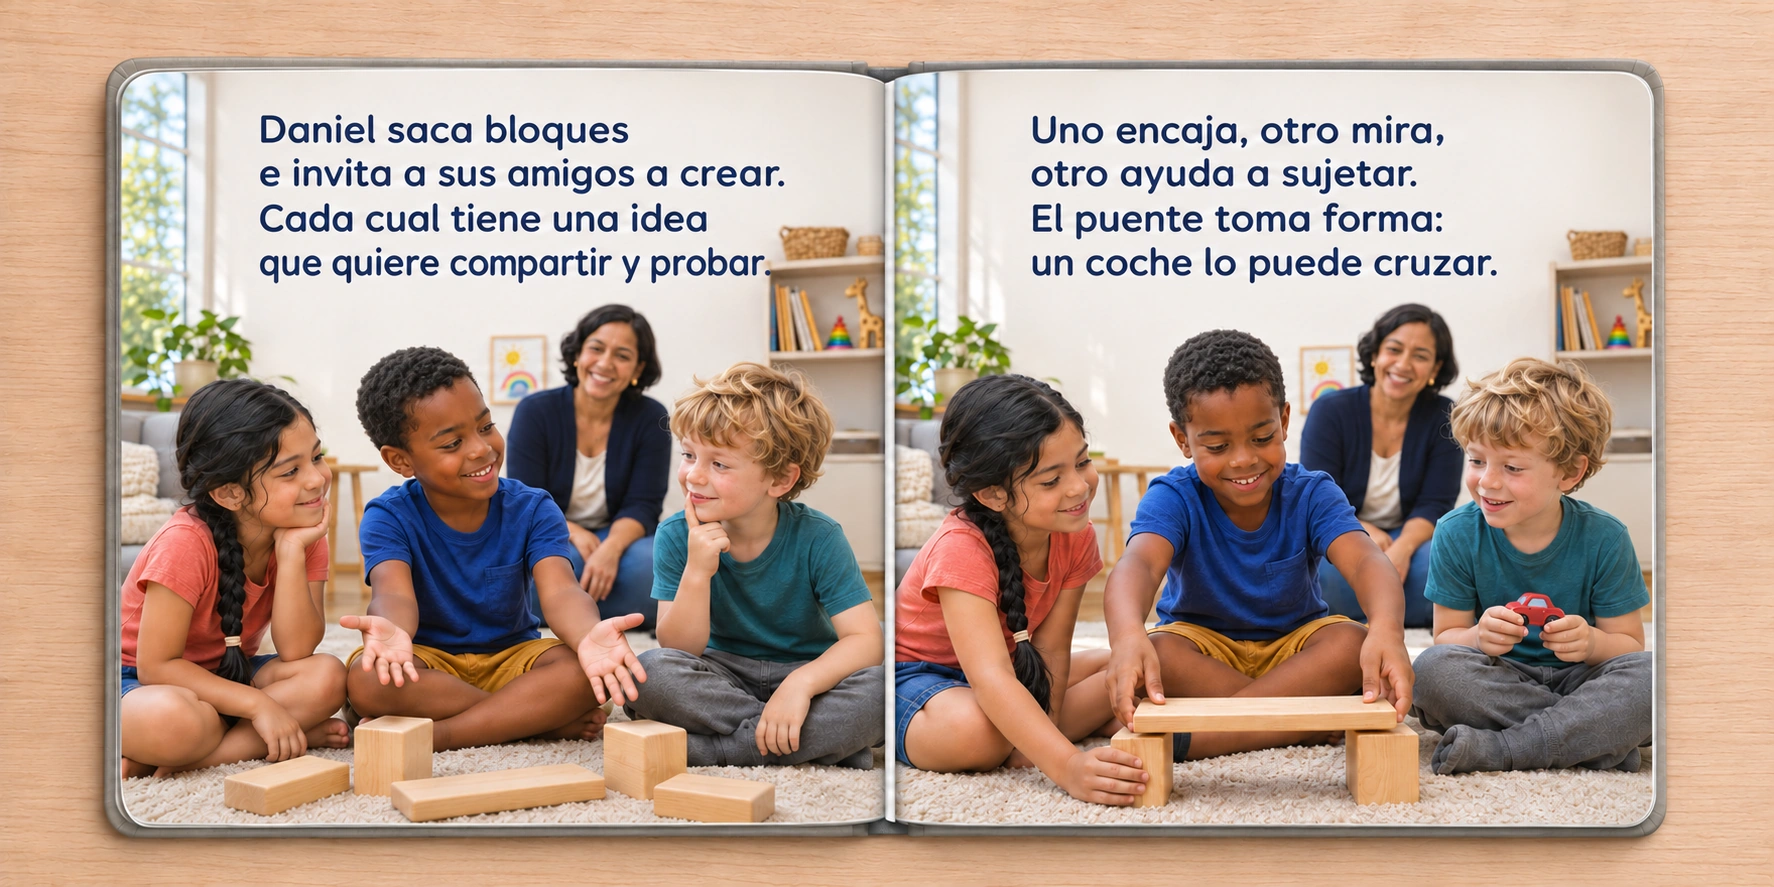 Daniel saca bloques
e invita a sus amigos a crear.
Cada cual tiene una idea
que quiere compartir y probar.
Uno encaja, otro mira,
otro ayuda a sujetar.
El puente toma forma:
un coche lo puede cruzar.